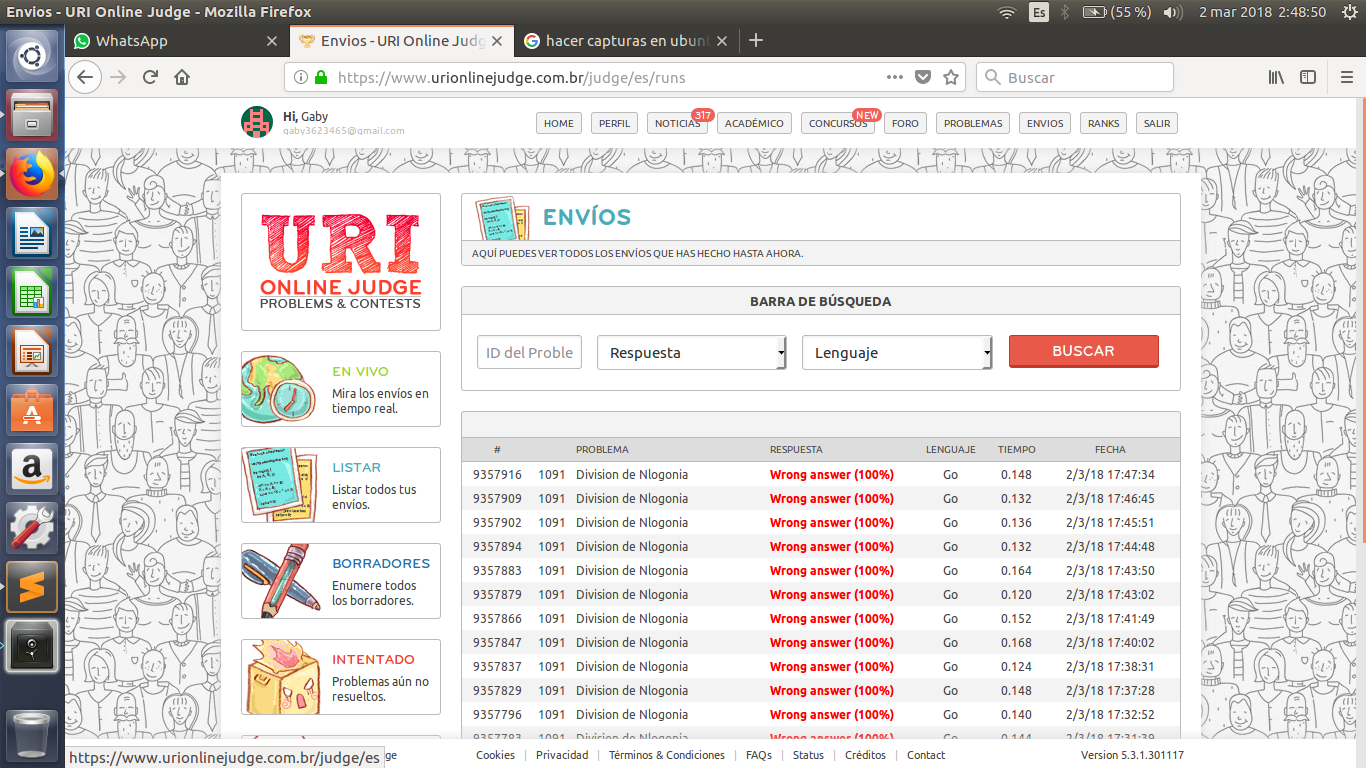 Envios - URI Online Judge - Mozilla Firefox
Es (55 %) 2 mar 2018 2:48:50
WhatsApp
Envios - URI Online Judg
hacer capturas en ubunt
https://www.urionlinejudge.com.br/judge/es/runs
Buscar
Hi, Gaby
gaby3623465@gmail.com
HOME PERFIL NOTICIAS 317 ACADÉMICO CONCURSOS NEW FORO PROBLEMAS ENVIOS RANKS SALIR
URI
ONLINE JUDGE
PROBLEMS & CONTESTS
EN VIVO
Mira los envíos en
tiempo real.
LISTAR
Listar todos tus
envíos.
BORRADORES
Enumere todos
los borradores.
INTENTADO
Problemas aún no
resueltos.
ENVÍOS
AQUÍ PUEDES VER TODOS LOS ENVÍOS QUE HAS HECHO HASTA AHORA.
BARRA DE BÚSQUEDA
ID del Proble Respuesta Lenguaje BUSCAR
# PROBLEMA RESPUESTA LENGUAJE TIEMPO FECHA
9357916 1091 Division de Nlogonia Wrong answer (100%) Go 0.148 2/3/18 17:47:34
9357909 1091 Division de Nlogonia Wrong answer (100%) Go 0.132 2/3/18 17:46:45
9357902 1091 Division de Nlogonia Wrong answer (100%) Go 0.136 2/3/18 17:45:51
9357894 1091 Division de Nlogonia Wrong answer (100%) Go 0.132 2/3/18 17:44:48
9357883 1091 Division de Nlogonia Wrong answer (100%) Go 0.164 2/3/18 17:43:50
9357879 1091 Division de Nlogonia Wrong answer (100%) Go 0.120 2/3/18 17:43:02
9357866 1091 Division de Nlogonia Wrong answer (100%) Go 0.152 2/3/18 17:41:49
9357847 1091 Division de Nlogonia Wrong answer (100%) Go 0.168 2/3/18 17:40:02
9357837 1091 Division de Nlogonia Wrong answer (100%) Go 0.124 2/3/18 17:38:31
9357829 1091 Division de Nlogonia Wrong answer (100%) Go 0.148 2/3/18 17:37:28
9357796 1091 Division de Nlogonia Wrong answer (100%) Go 0.140 2/3/18 17:32:52
9357783 1091 Division de Nlogonia Wrong answer (100%) Go 0.144 2/3/18 17:31:39
https://www.urionlinejudge.com.br/judge/es
ge
Cookies | Privacidad | Términos & Condiciones | FAQs | Status | Créditos | Contact
Version 5.3.1.301117